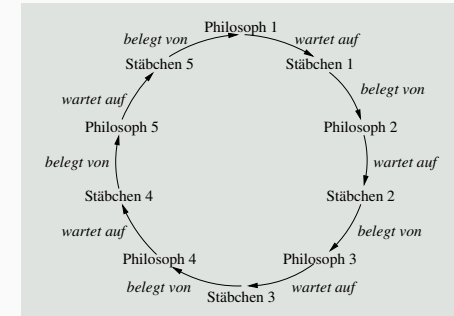 Philosoph 1
belegt von
wartet auf
Stäbchen 5
Stäbchen 1
belegt von
wartet auf
Philosoph 5
Philosoph 2
belegt von
wartet auf
Stäbchen 4
Stäbchen 2
wartet auf
belegt von
Philosoph 4
Philosoph 3
belegt von
wartet auf
Stäbchen 3